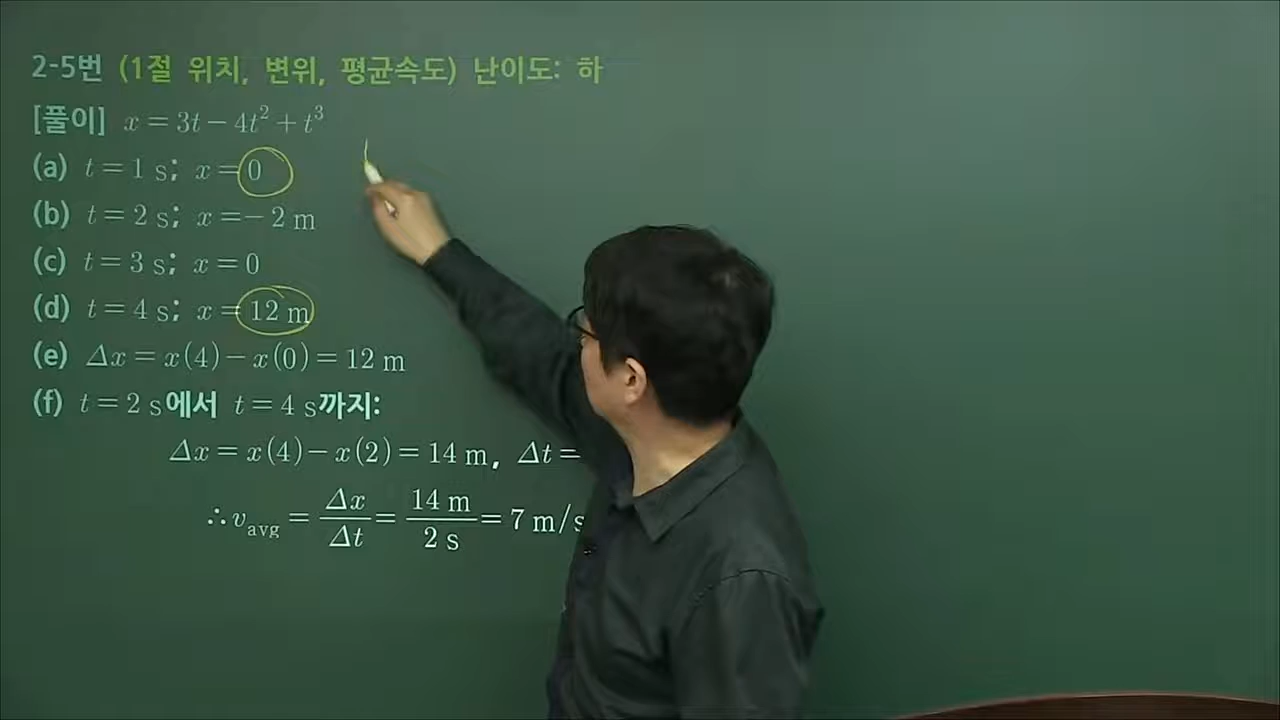 2-5번 (1절 위치, 변위, 평균속도) 난이도: 하
[풀이] x = 3t − 4t² + t³
(a) t = 1 s; x = 0
(b) t = 2 s; x = − 2 m
(c) t = 3 s; x = 0
(d) t = 4 s; x = 12 m
(e) Δx = x(4) − x(0) = 12 m
(f) t = 2 s에서 t = 4 s까지:
Δx = x(4) − x(2) = 14 m, Δt =
∴ v_avg = Δx/Δt = 14 m/2 s = 7 m/s